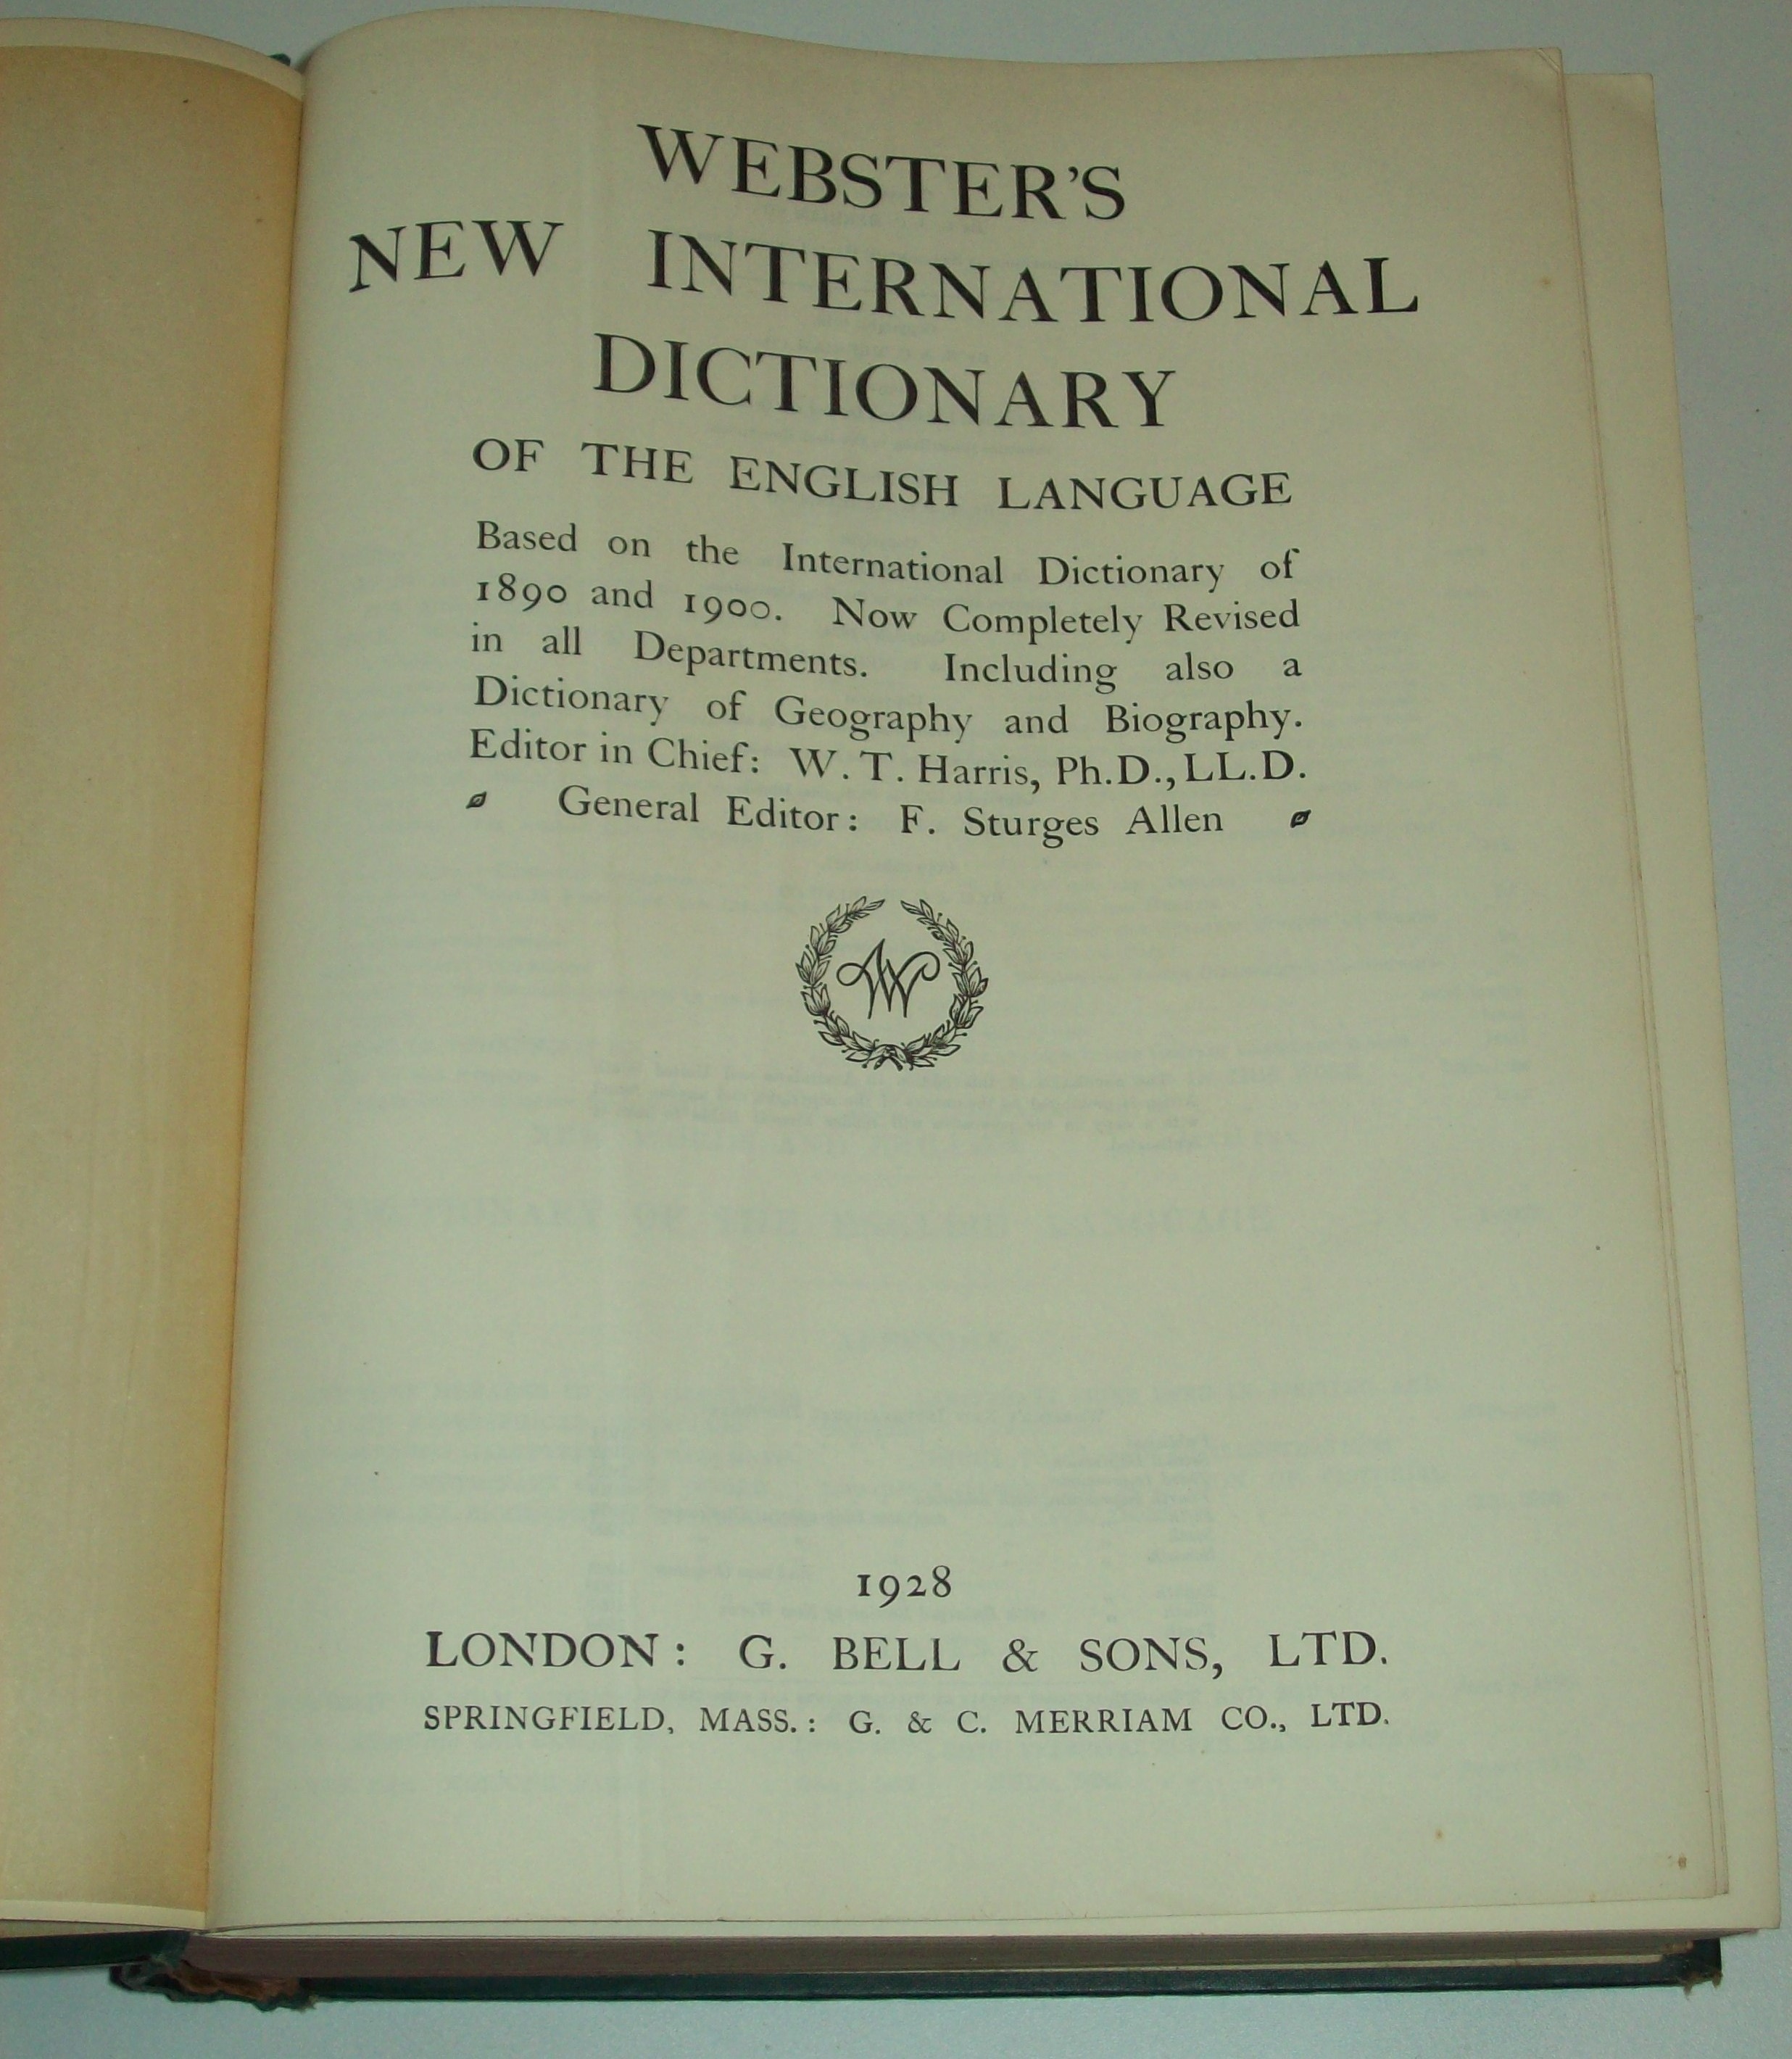 WEBSTER'S
NEW INTERNATIONAL
DICTIONARY
OF THE ENGLISH LANGUAGE
Based on the International Dictionary of
1890 and 1900. Now Completely Revised
in all Departments. Including also a
Dictionary of Geography and Biography.
Editor in Chief: W. T. Harris, Ph.D., LL.D.
General Editor: F. Sturges Allen
W
1928
LONDON: G. BELL & SONS, LTD.
SPRINGFIELD, MASS.: G. & C. MERRIAM CO., LTD.